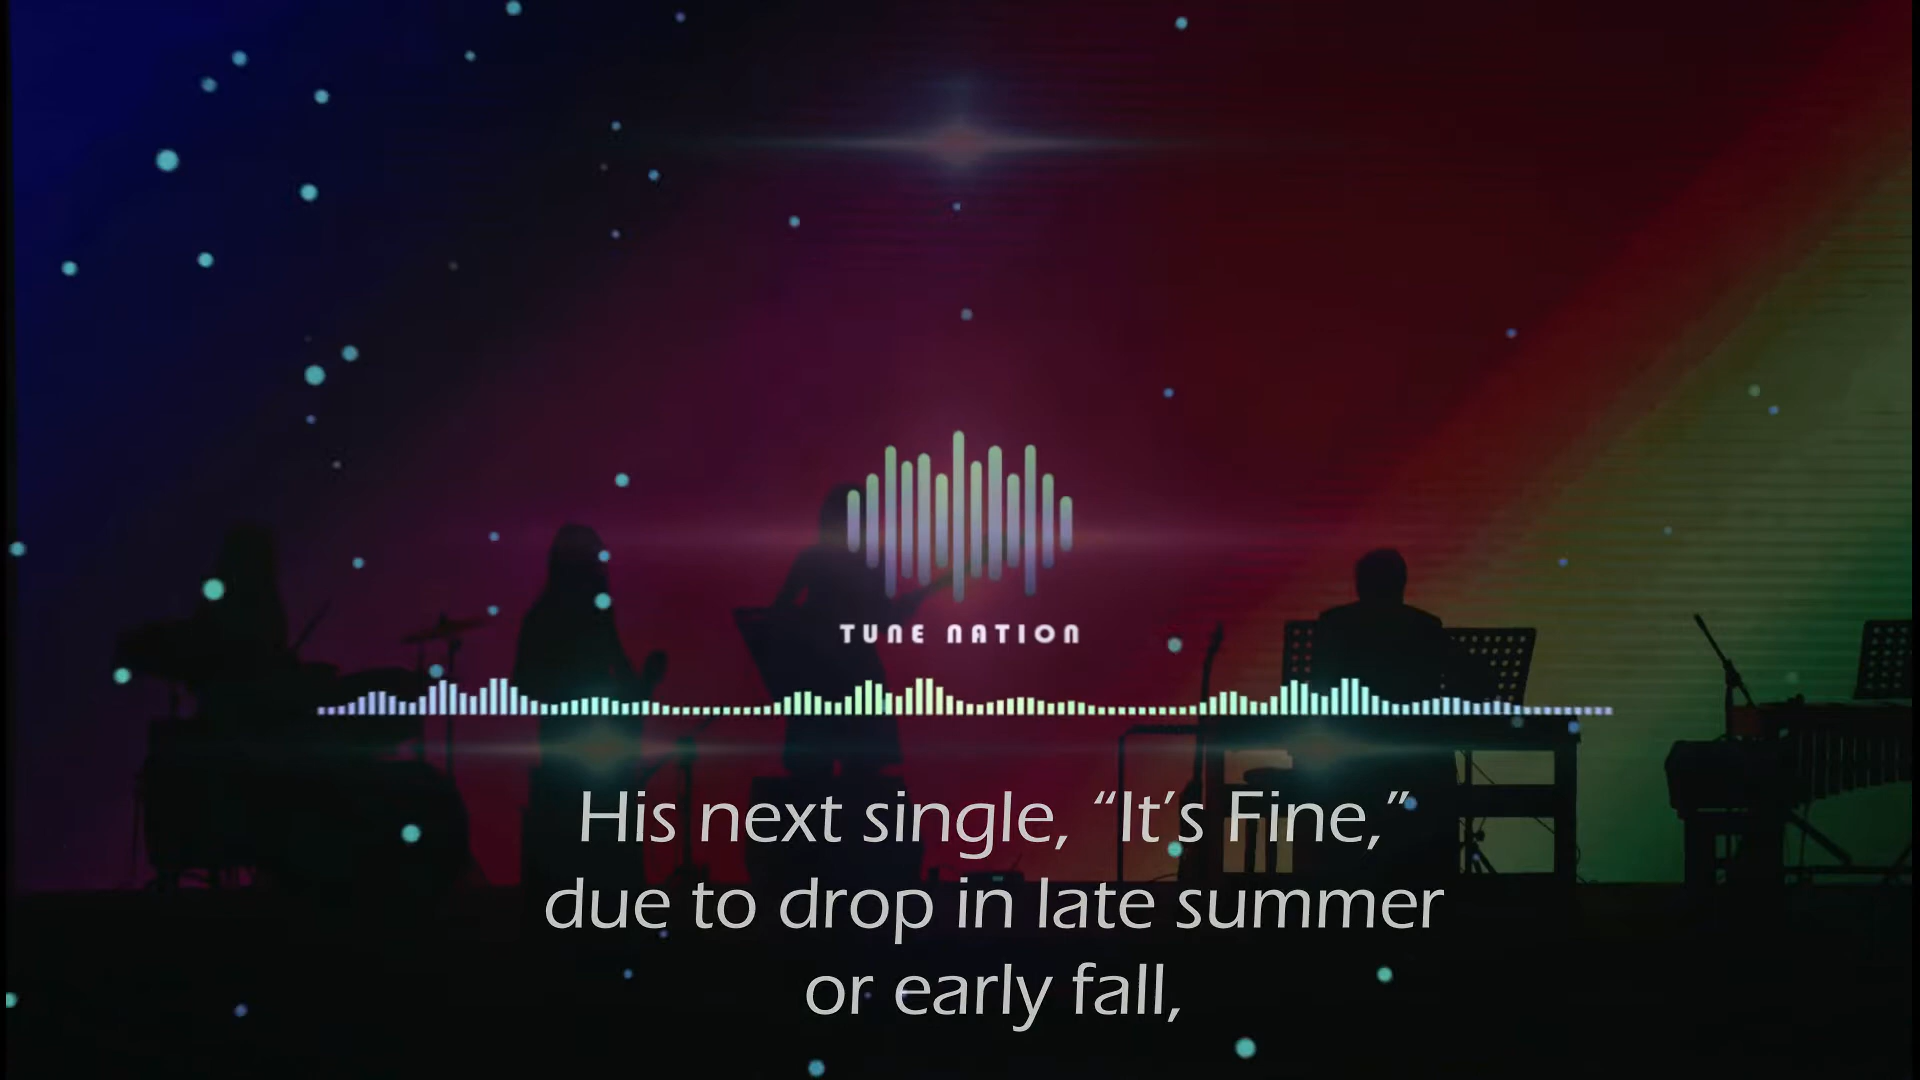 TUNE NATION
His next single, “It’s Fine,”
due to drop in late summer
or early fall,